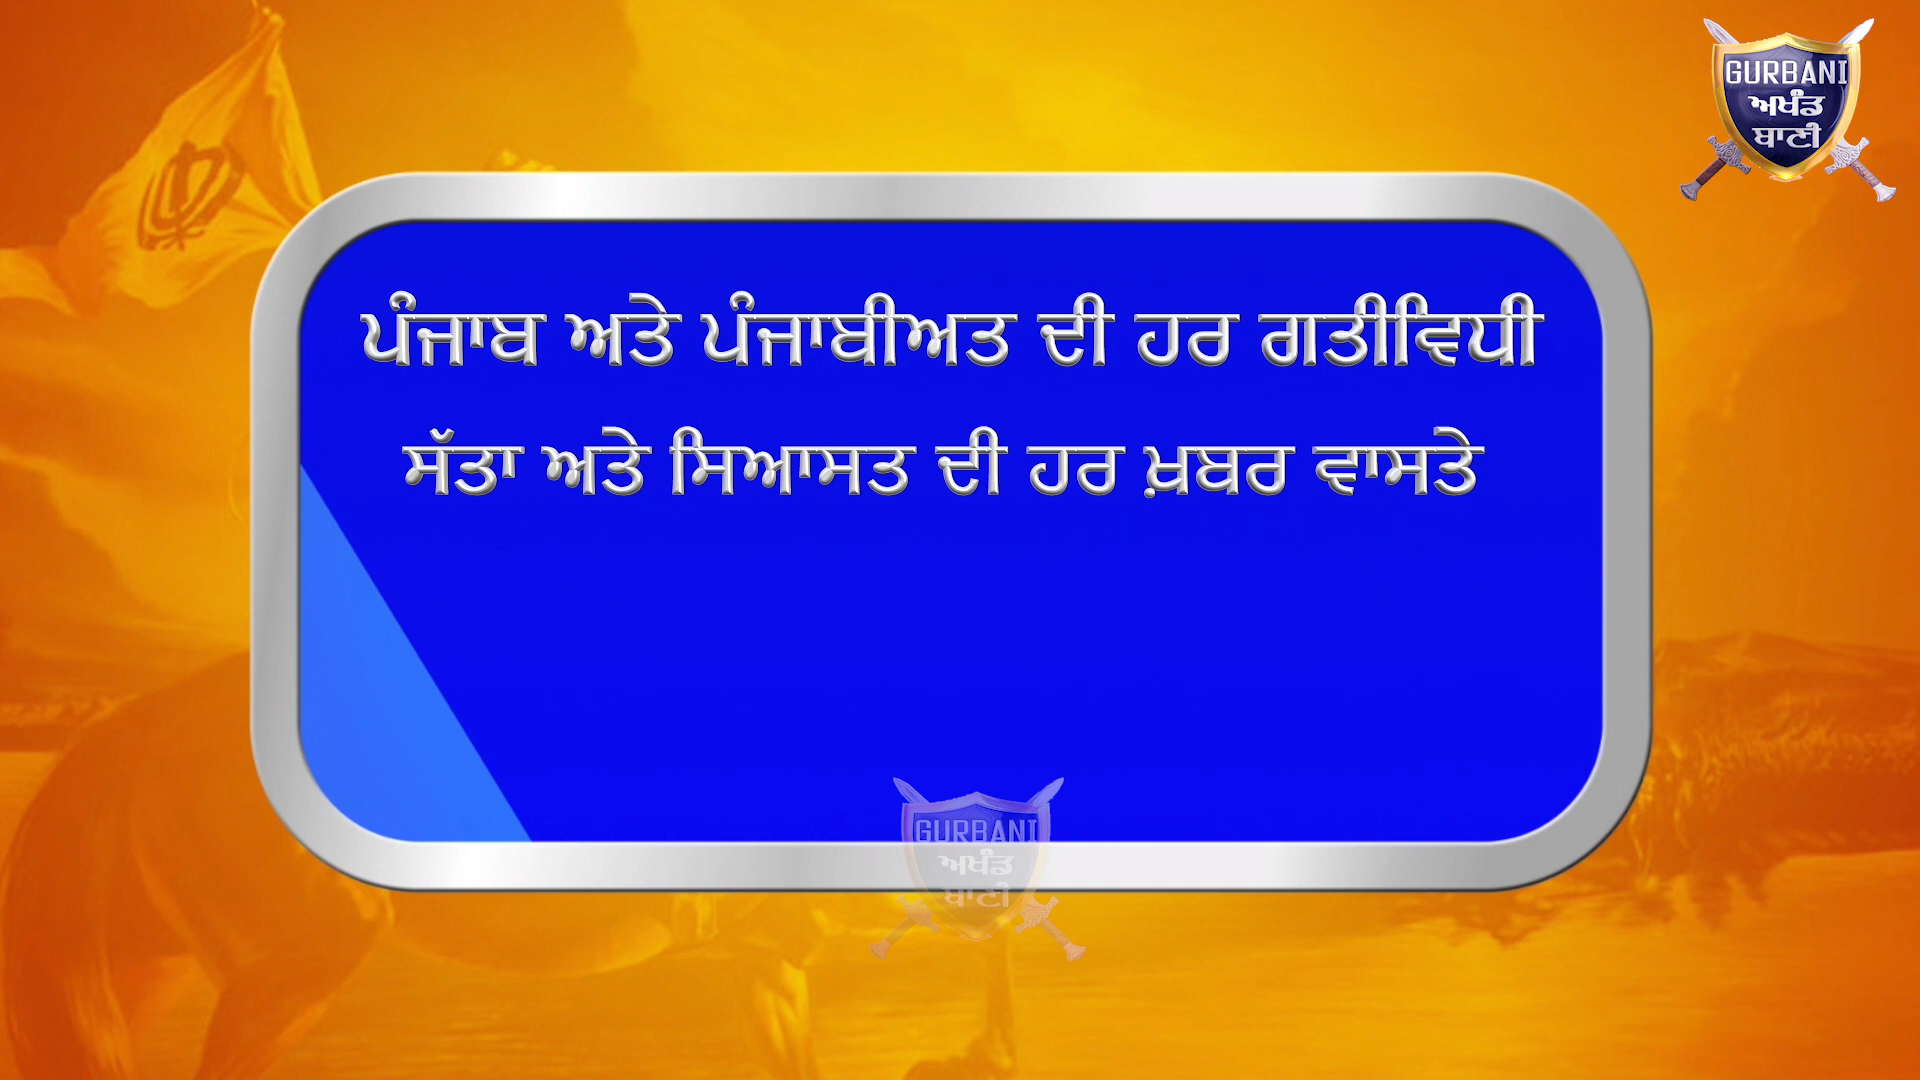 GURBANI
ਅਖੰਡ
ਬਾਣੀ
ਪੰਜਾਬ ਅਤੇ ਪੰਜਾਬੀਅਤ ਦੀ ਹਰ ਗਤੀਵਿਧੀ
ਸੱਤਾ ਅਤੇ ਸਿਆਸਤ ਦੀ ਹਰ ਖ਼ਬਰ ਵਾਸਤੇ
GURBANI
ਅਖੰਡ
ਬਾਣੀ